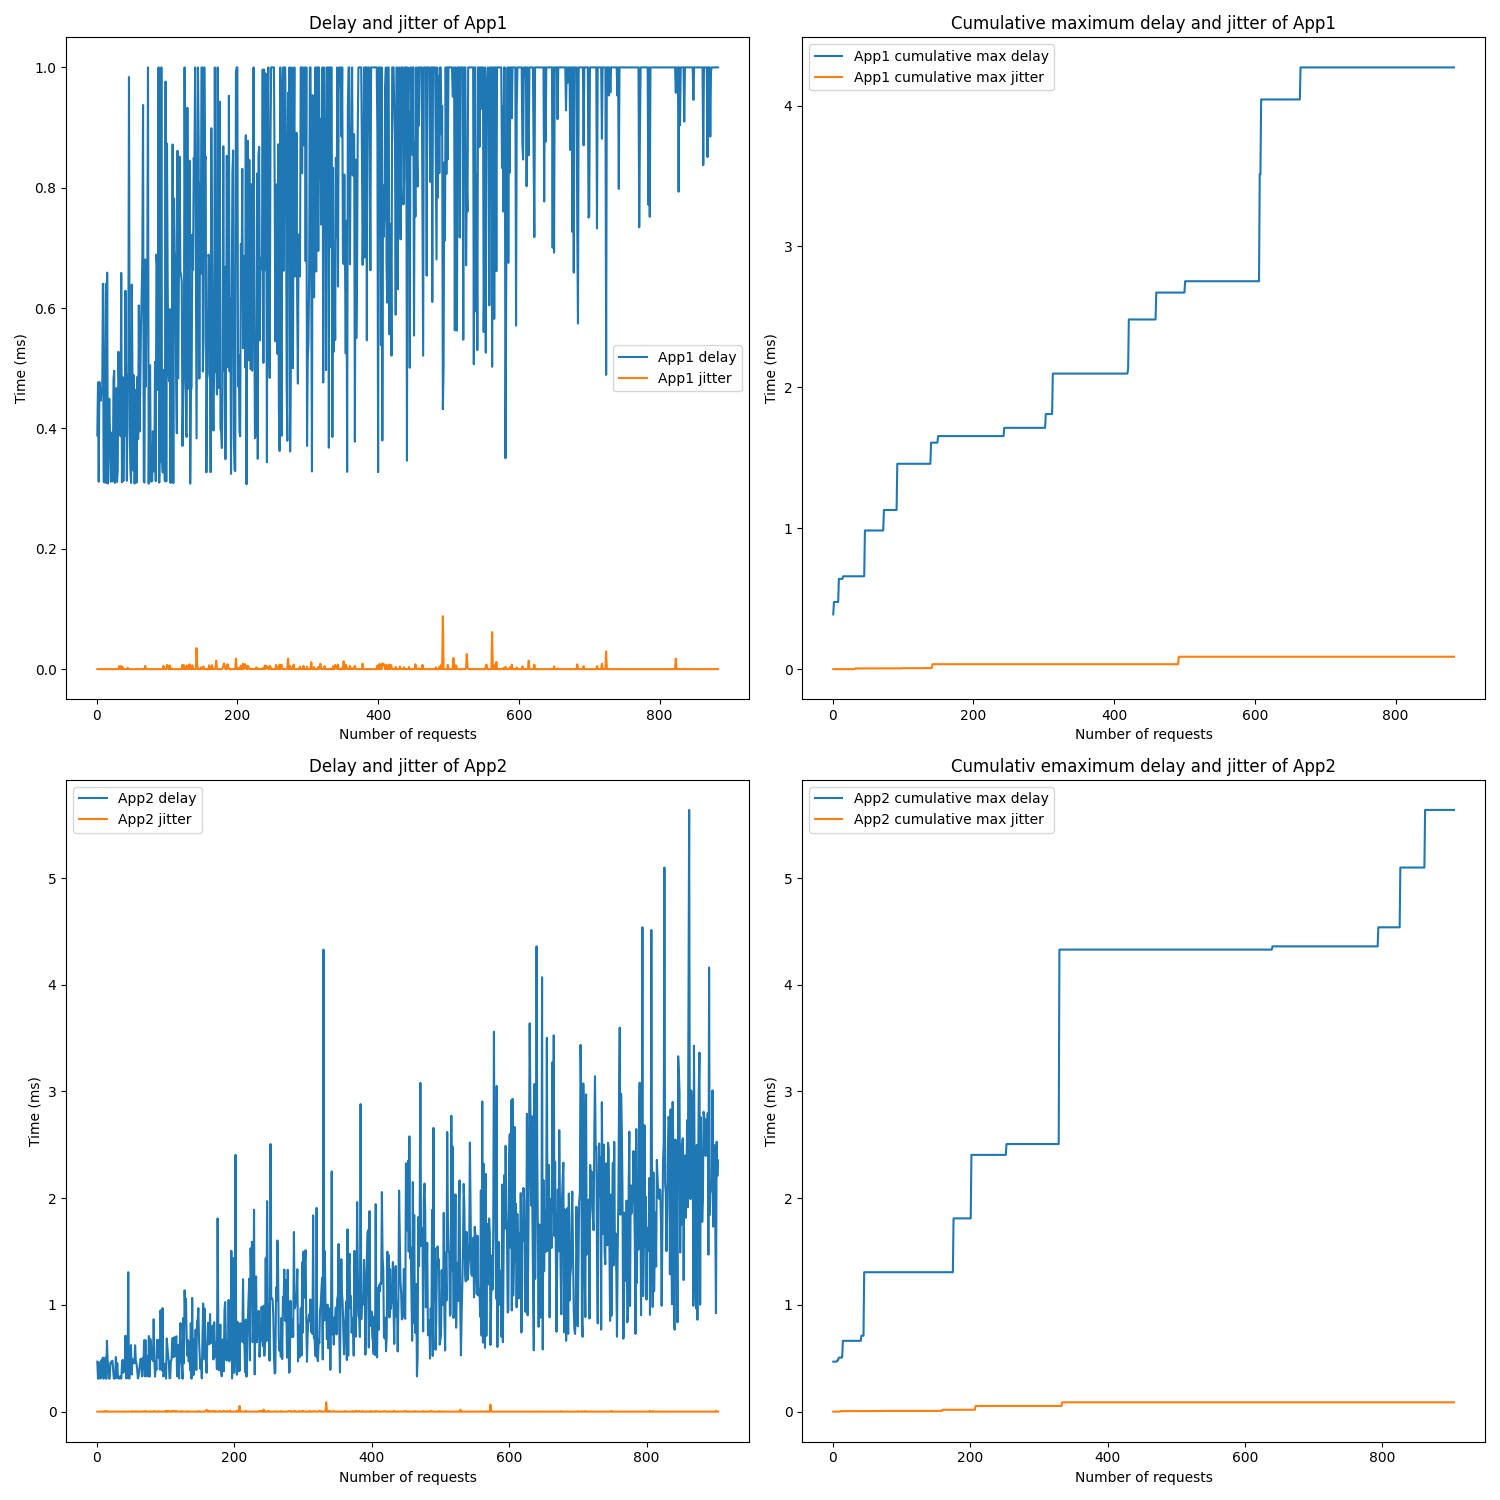 Delay and jitter of App1
Time (ms)
1.0
0.8
0.6
0.4
0.2
0.0
App1 delay
App1 jitter
0 200 400 600 800
Number of requests
Cumulative maximum delay and jitter of App1
Time (ms)
4
3
2
1
0
App1 cumulative max delay
App1 cumulative max jitter
0 200 400 600 800
Number of requests
Delay and jitter of App2
Time (ms)
5
4
3
2
1
0
App2 delay
App2 jitter
0 200 400 600 800
Number of requests
Cumulativ emaximum delay and jitter of App2
Time (ms)
5
4
3
2
1
0
App2 cumulative max delay
App2 cumulative max jitter
0 200 400 600 800
Number of requests